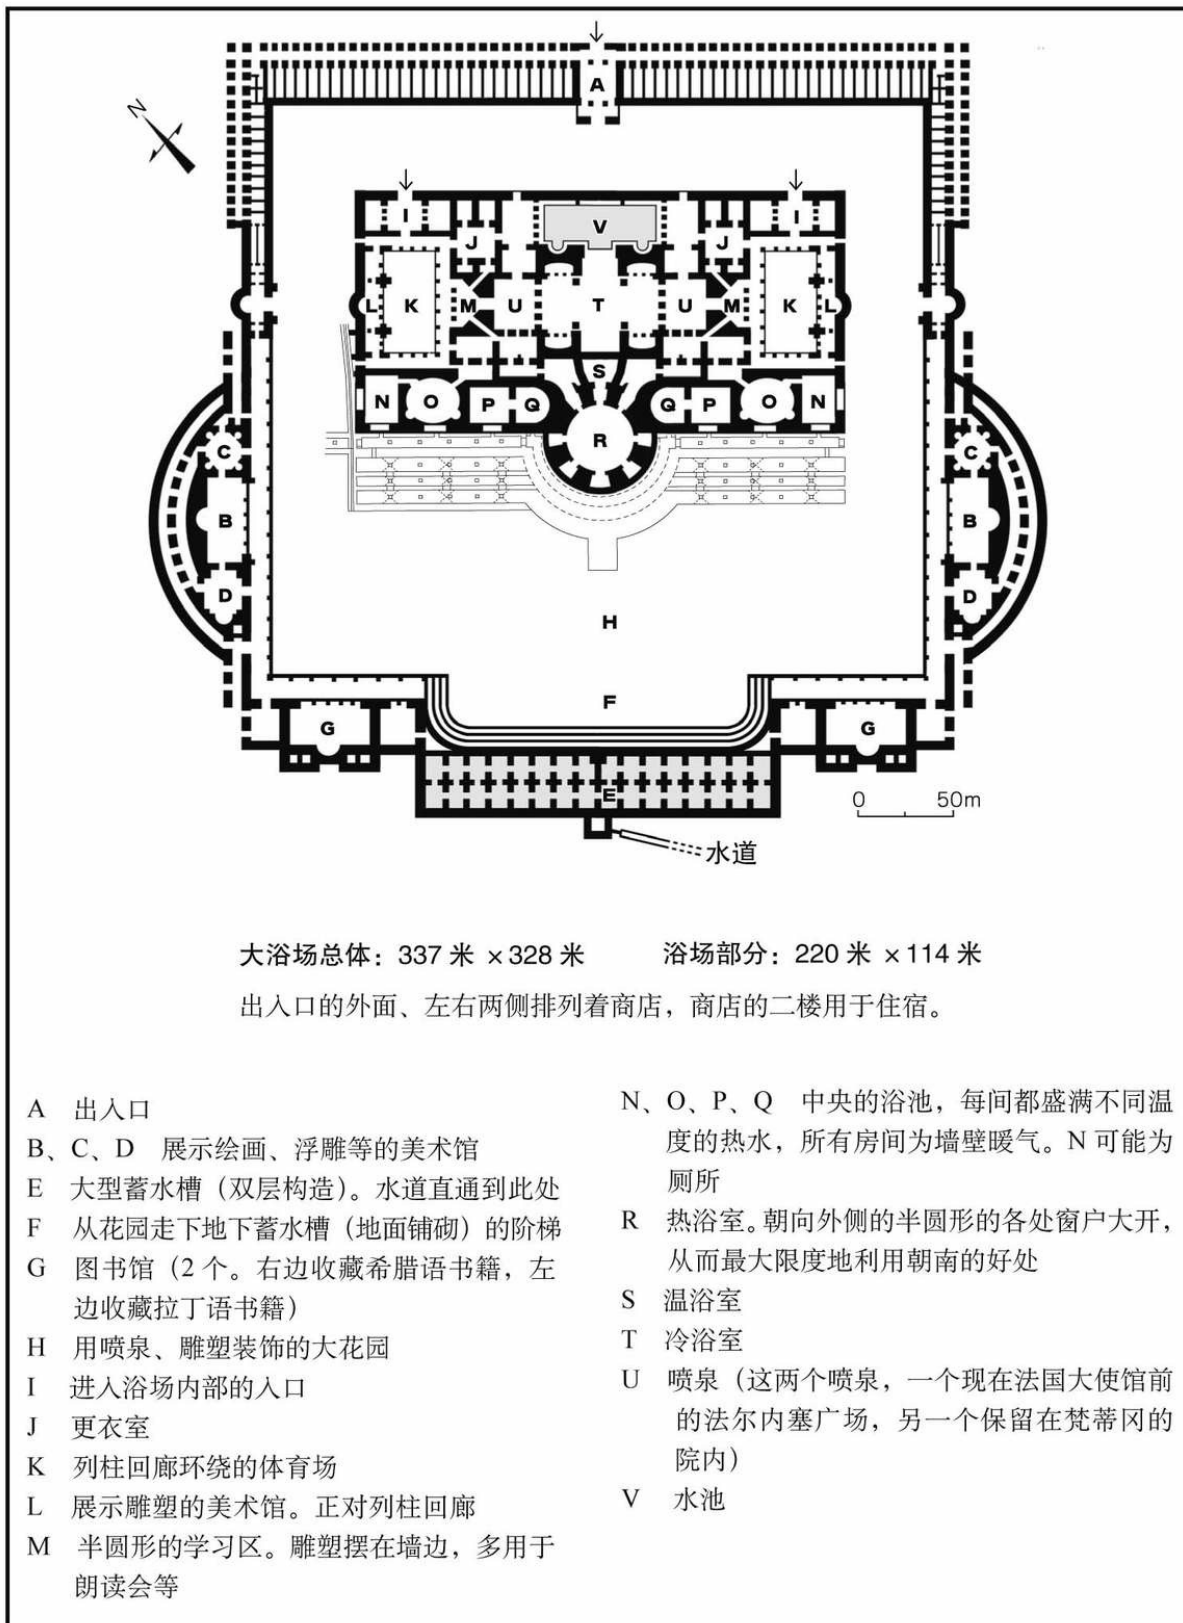 A
N
I
V
I
J
J
L
K
M
U
T
U
M
K
L
S
N
O
P
Q
Q
P
O
N
R
C
C
B
B
D
D
H
F
G
G
E
0 50m
水道
大浴场总体：337 米 ×328 米 浴场部分：220 米 ×114 米
出入口的外面、左右两侧排列着商店，商店的二楼用于住宿。
A 出入口
B、C、D 展示绘画、浮雕等的美术馆
E 大型蓄水槽（双层构造）。水道直通到此处
F 从花园走下地下蓄水槽（地面铺砌）的阶梯
G 图书馆（2 个。右边收藏希腊语书籍，左
边收藏拉丁语书籍）
H 用喷泉、雕塑装饰的大花园
I 进入浴场内部的入口
J 更衣室
K 列柱回廊环绕的体育场
L 展示雕塑的美术馆。正对列柱回廊
M 半圆形的学习区。雕塑摆在墙边，多用于
朗读会等
N、O、P、Q 中央的浴池，每间都盛满不同温
度的热水，所有房间为墙壁暖气。N 可能为
厕所
R 热浴室。朝向外侧的半圆形的各处窗户大开，
从而最大限度地利用朝南的好处
S 温浴室
T 冷浴室
U 喷泉（这两个喷泉，一个现在法国大使馆前
的法尔内塞广场，另一个保留在梵蒂冈的
院内）
V 水池